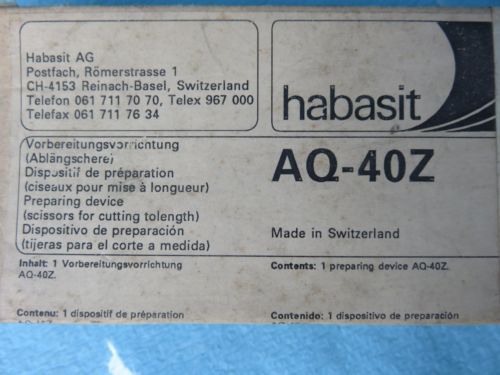 Habasit AG
Postfach, Römerstrasse 1
CH-4153 Reinach-Basel, Switzerland
Telefon 061 711 70 70, Telex 967 000
Telefax 061 711 76 34
habasit
Vorbereitungsvorrichtung
(Ablängschere)
Dispositif de préparation
(ciseaux pour mise à longueur)
Preparing device
(scissors for cutting tolength)
Dispositivo de preparación
(tijeras para el corte a medida)
AQ-40Z
Made in Switzerland
Inhalt: 1 Vorbereitungsvorrichtung
AQ-40Z.
Contents: 1 preparing device AQ-40Z.
Contenu: 1 dispositif de préparation
Contenido: 1 dispositivo de preparación